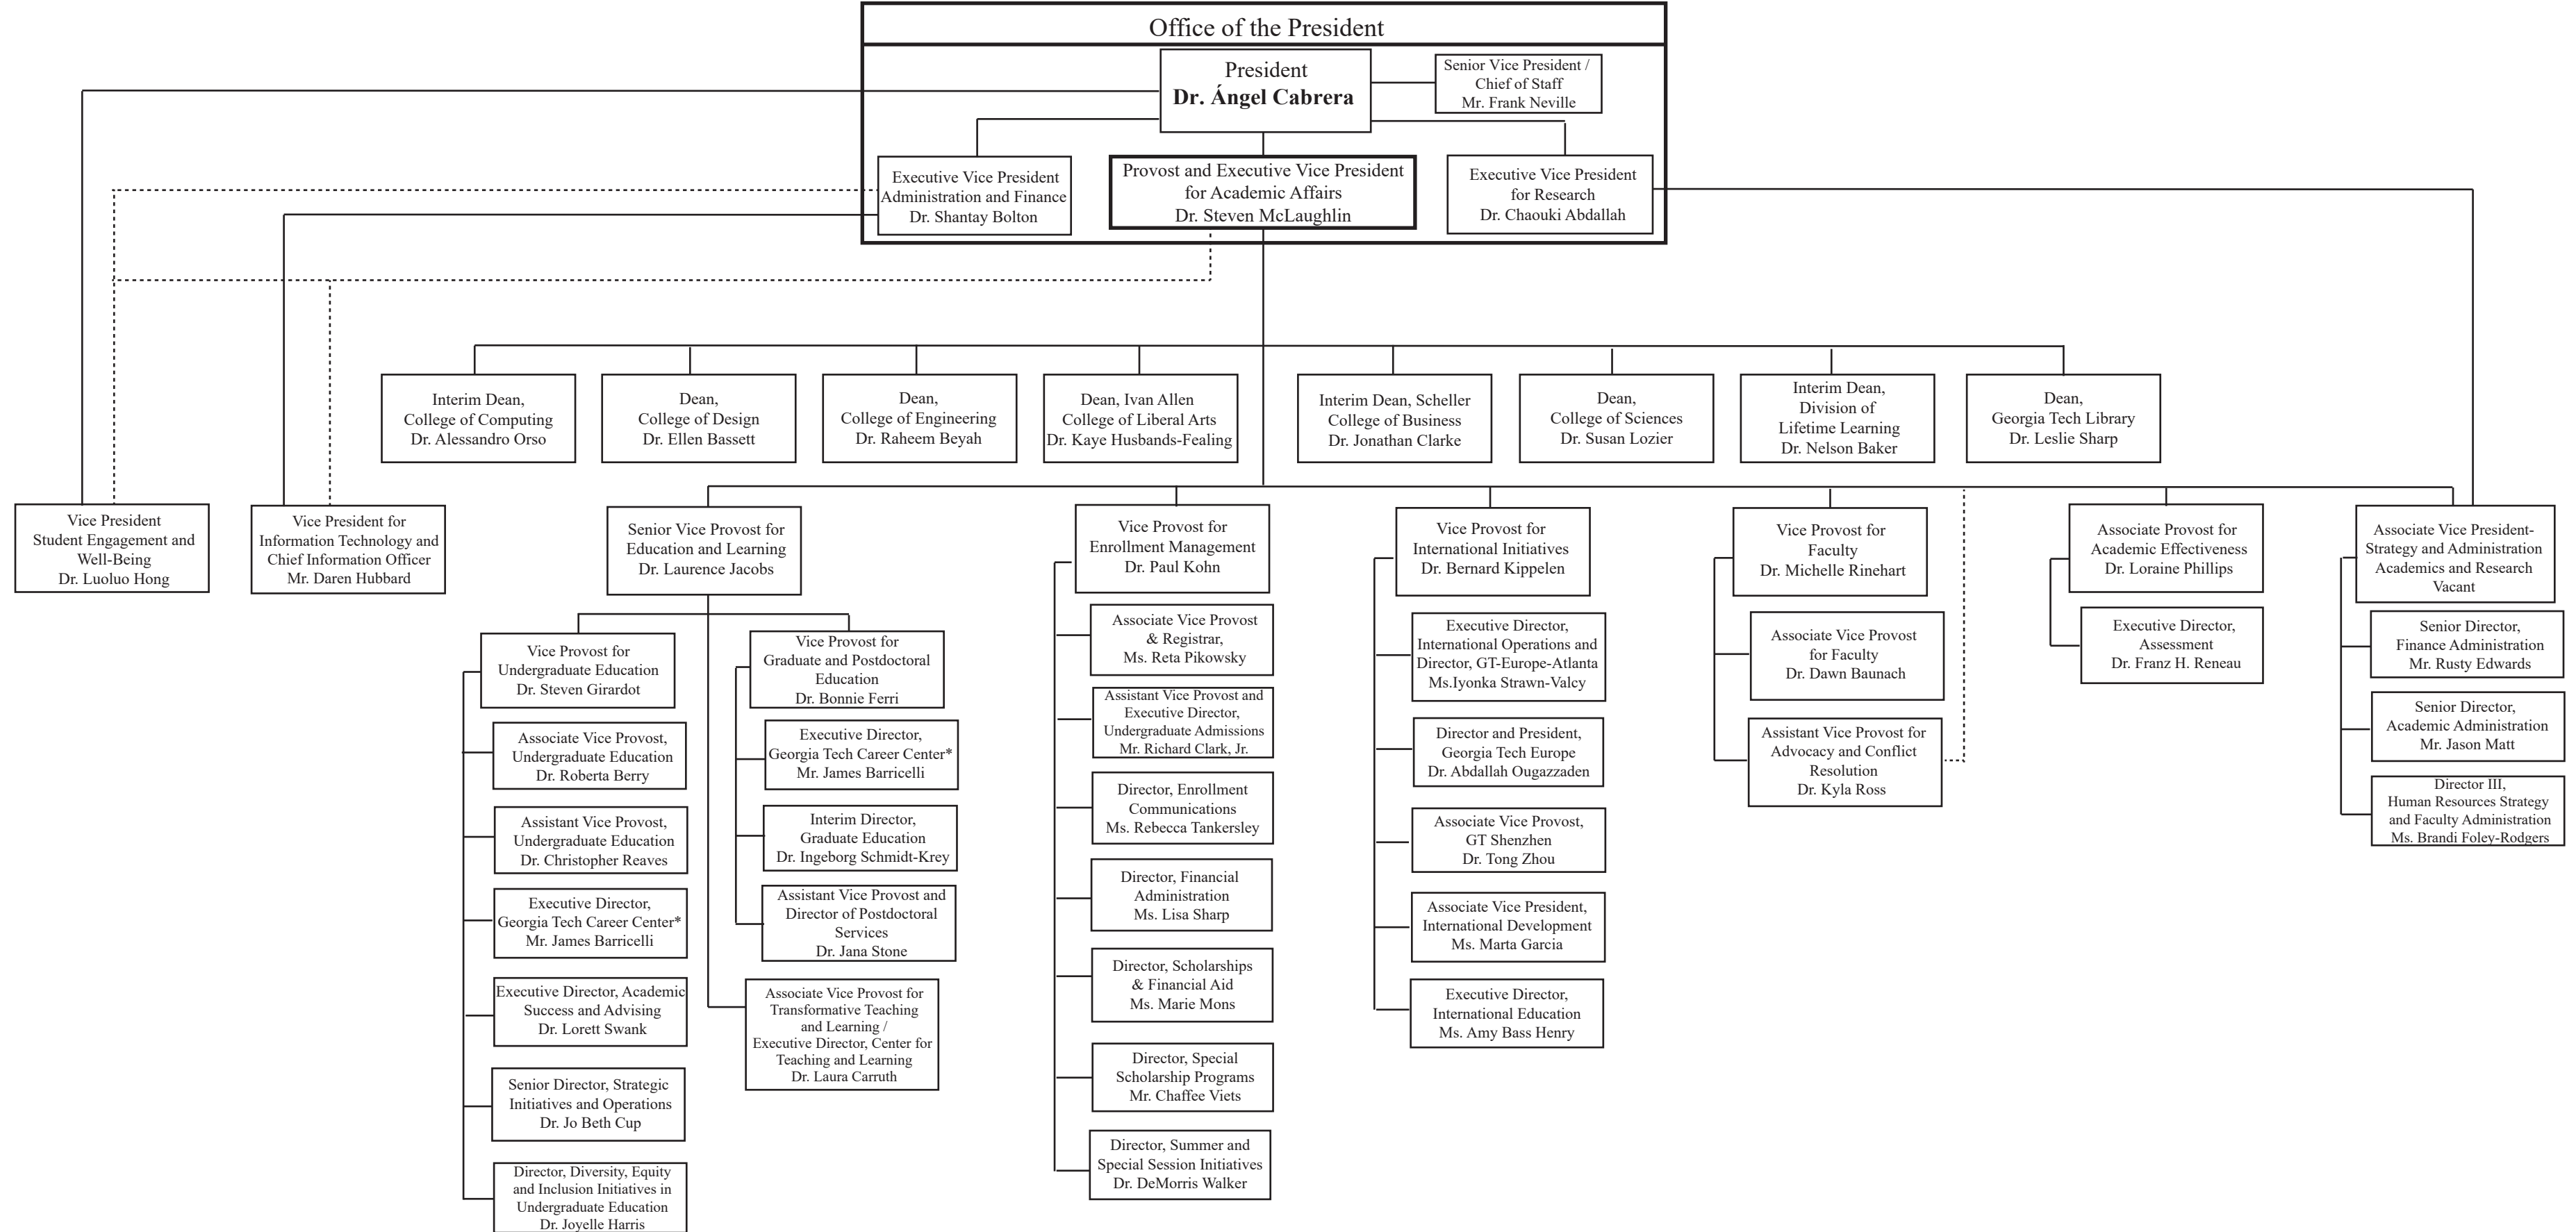 Office of the President
President
Dr. Ángel Cabrera
Senior Vice President /
Chief of Staff
Mr. Frank Neville
Executive Vice President
Administration and Finance
Dr. Shantay Bolton
Provost and Executive Vice President
for Academic Affairs
Dr. Steven McLaughlin
Executive Vice President
for Research
Dr. Chaouki Abdallah
Interim Dean,
College of Computing
Dr. Alessandro Orso
Dean,
College of Design
Dr. Ellen Bassett
Dean,
College of Engineering
Dr. Raheem Beyah
Dean, Ivan Allen
College of Liberal Arts
Dr. Kaye Husbands-Fealing
Interim Dean, Scheller
College of Business
Dr. Jonathan Clarke
Dean,
College of Sciences
Dr. Susan Lozier
Interim Dean,
Division of
Lifetime Learning
Dr. Nelson Baker
Dean,
Georgia Tech Library
Dr. Leslie Sharp
Vice President
Student Engagement and
Well-Being
Dr. Luoluo Hong
Vice President for
Information Technology and
Chief Information Officer
Mr. Daren Hubbard
Senior Vice Provost for
Education and Learning
Dr. Laurence Jacobs
Vice Provost for
Undergraduate Education
Dr. Steven Girardot
Associate Vice Provost,
Undergraduate Education
Dr. Roberta Berry
Assistant Vice Provost,
Undergraduate Education
Dr. Christopher Reaves
Executive Director,
Georgia Tech Career Center*
Mr. James Barricelli
Executive Director, Academic
Success and Advising
Dr. Lorett Swank
Senior Director, Strategic
Initiatives and Operations
Dr. Jo Beth Cup
Director, Diversity, Equity
and Inclusion Initiatives in
Undergraduate Education
Dr. Joyelle Harris
Vice Provost for
Graduate and Postdoctoral
Education
Dr. Bonnie Ferri
Executive Director,
Georgia Tech Career Center*
Mr. James Barricelli
Interim Director,
Graduate Education
Dr. Ingeborg Schmidt-Krey
Assistant Vice Provost and
Director of Postdoctoral
Services
Dr. Jana Stone
Associate Vice Provost for
Transformative Teaching
and Learning /
Executive Director, Center for
Teaching and Learning
Dr. Laura Carruth
Vice Provost for
Enrollment Management
Dr. Paul Kohn
Associate Vice Provost
& Registrar,
Ms. Reta Pikowsky
Assistant Vice Provost and
Executive Director,
Undergraduate Admissions
Mr. Richard Clark, Jr.
Director, Enrollment
Communications
Ms. Rebecca Tankersley
Director, Financial
Administration
Ms. Lisa Sharp
Director, Scholarships
& Financial Aid
Ms. Marie Mons
Director, Special
Scholarship Programs
Mr. Chaffee Viets
Director, Summer and
Special Session Initiatives
Dr. DeMorris Walker
Vice Provost for
International Initiatives
Dr. Bernard Kippelen
Executive Director,
International Operations and
Director, GT-Europe-Atlanta
Ms.Iyonka Strawn-Valcy
Director and President,
Georgia Tech Europe
Dr. Abdallah Ougazzaden
Associate Vice Provost,
GT Shenzhen
Dr. Tong Zhou
Associate Vice President,
International Development
Ms. Marta Garcia
Executive Director,
International Education
Ms. Amy Bass Henry
Vice Provost for
Faculty
Dr. Michelle Rinehart
Associate Vice Provost
for Faculty
Dr. Dawn Baunach
Assistant Vice Provost for
Advocacy and Conflict
Resolution
Dr. Kyla Ross
Associate Provost for
Academic Effectiveness
Dr. Loraine Phillips
Executive Director,
Assessment
Dr. Franz H. Reneau
Associate Vice President-
Strategy and Administration
Academics and Research
Vacant
Senior Director,
Finance Administration
Mr. Rusty Edwards
Senior Director,
Academic Administration
Mr. Jason Matt
Director III,
Human Resources Strategy
and Faculty Administration
Ms. Brandi Foley-Rodgers